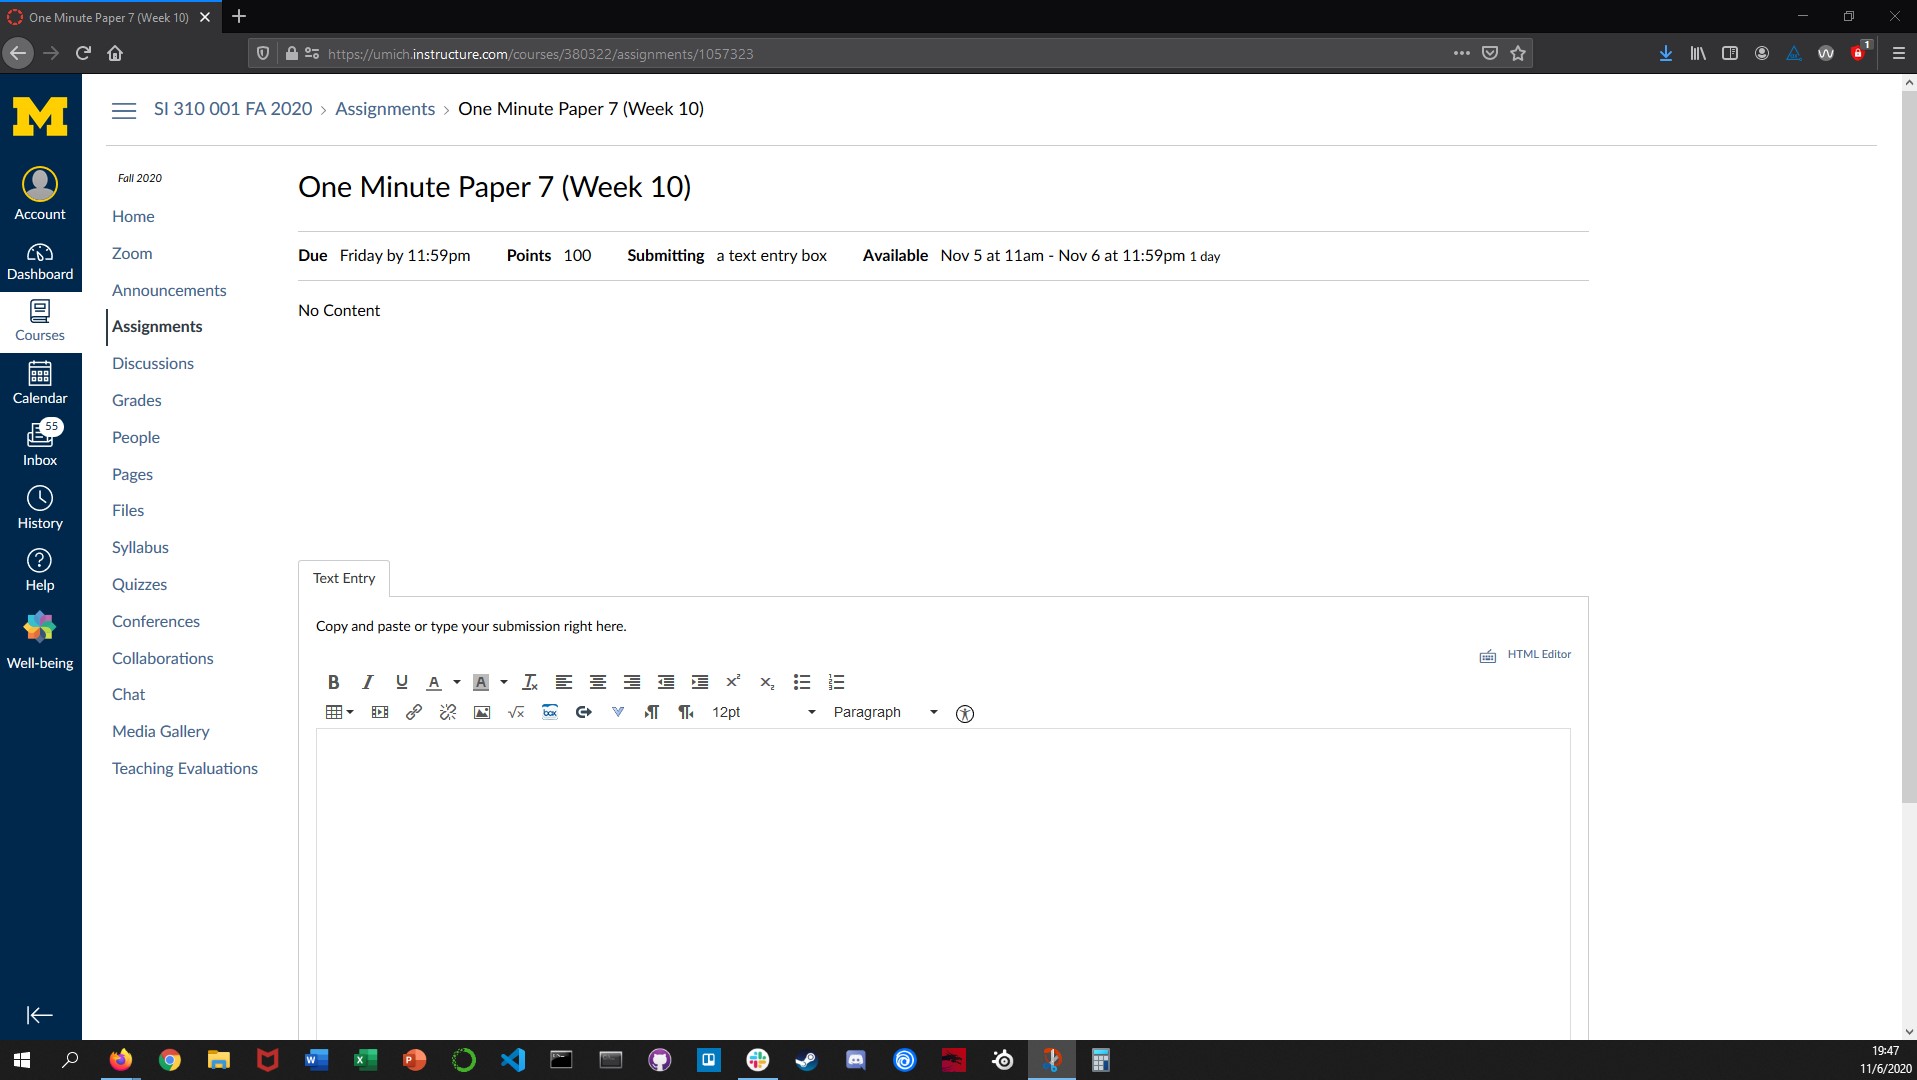 One Minute Paper 7 (Week 10)
https://umich.instructure.com/courses/380322/assignments/1057323
1
SI 310 001 FA 2020 > Assignments > One Minute Paper 7 (Week 10)
M
Account
Dashboard
Courses
Calendar
55
Inbox
History
Help
Well-being
Fall 2020
Home
Zoom
Announcements
Assignments
Discussions
Grades
People
Pages
Files
Syllabus
Quizzes
Conferences
Collaborations
Chat
Media Gallery
Teaching Evaluations
One Minute Paper 7 (Week 10)
Due Friday by 11:59pm Points 100 Submitting a text entry box Available Nov 5 at 11am - Nov 6 at 11:59pm 1 day
No Content
Text Entry
Copy and paste or type your submission right here.
HTML Editor
12pt Paragraph
19:47
11/6/2020